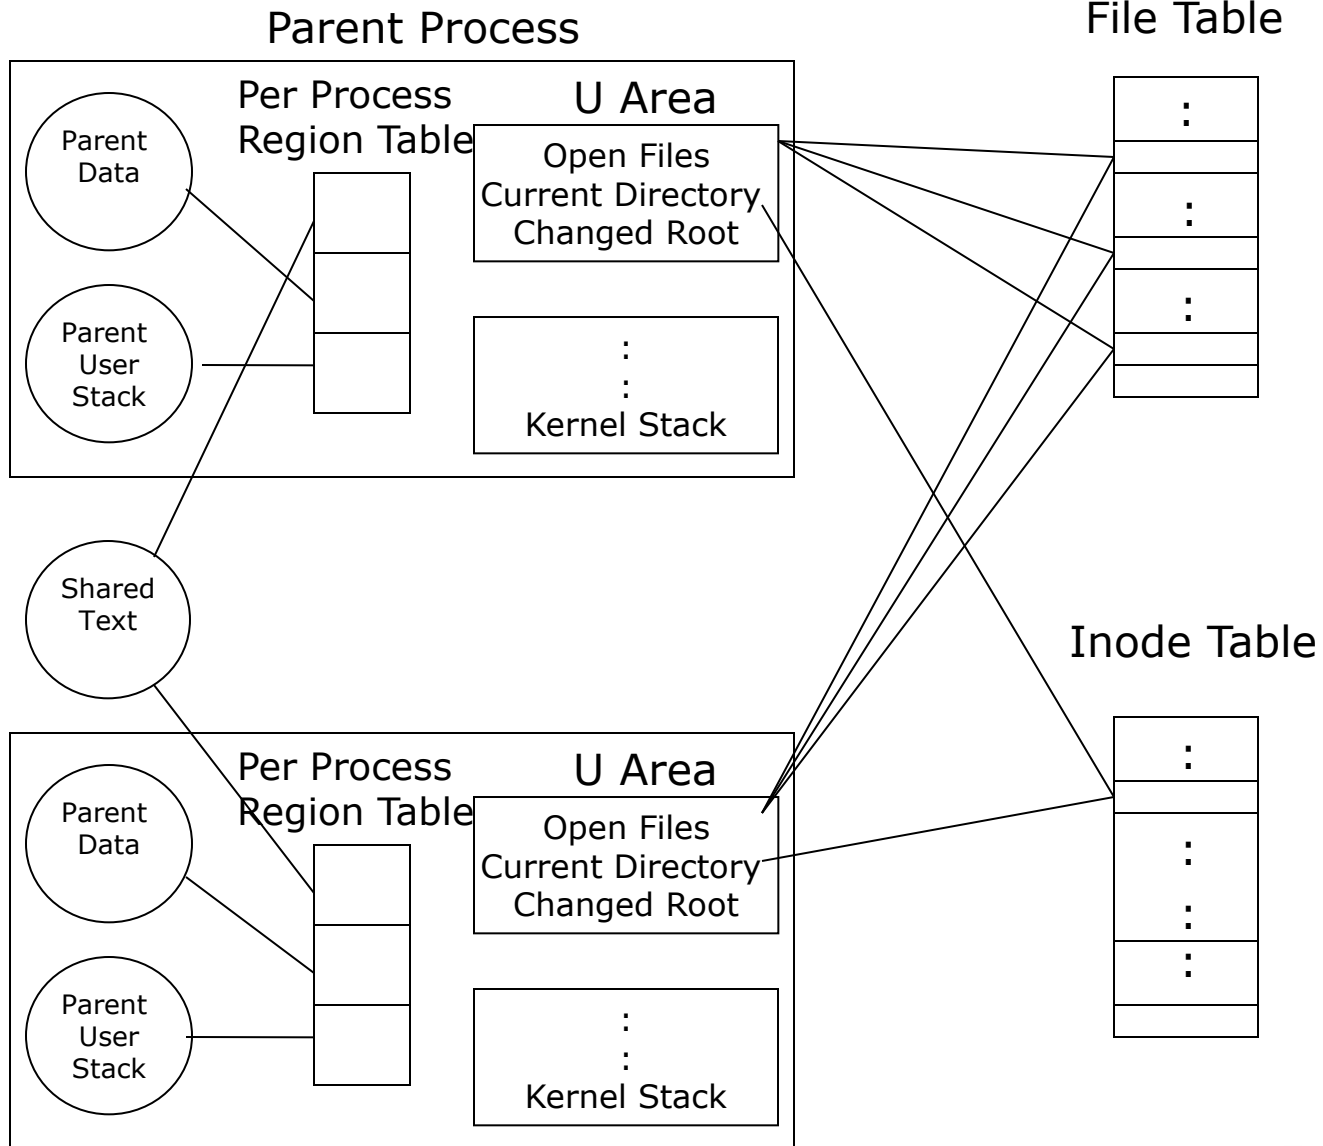 Parent Process
File Table
Per Process
Region Table
U Area
Parent
Data
Open Files
Current Directory
Changed Root
:
:
:
Parent
User
Stack
:
:
Kernel Stack
Shared
Text
Inode Table
Per Process
Region Table
U Area
Parent
Data
Open Files
Current Directory
Changed Root
:
:
:
:
Parent
User
Stack
:
:
Kernel Stack